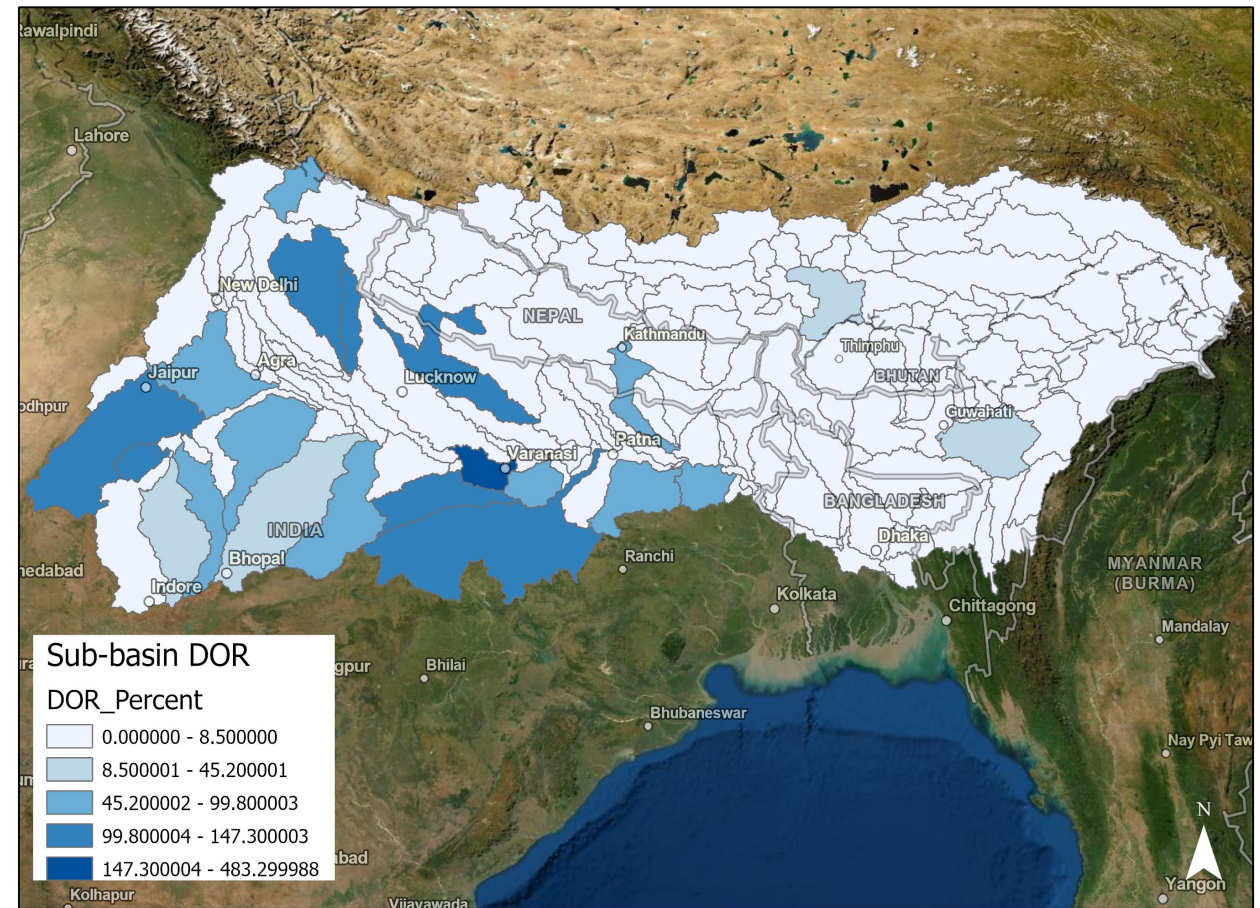 Rawalpindi
Lahore
New Delhi
NEPAL
Kathmandu
Thimphu
Agra
Jaipur
Lucknow
BHUTAN
odhpur
Guwahati
Patna
Varanasi
BANGLADESH
INDIA
Dhaka
Bhopal
Ranchi
MYANMAR
(BURMA)
nedabad
Indore
Kolkata
Chittagong
Mandalay
Sub-basin DOR
gpur
Bhilai
DOR_Percent
Bhubaneswar
0.000000 - 8.500000
Nay Pyi Taw
8.500001 - 45.200001
45.200002 - 99.800003
N
99.800004 - 147.300003
abad
147.300004 - 483.299988
Kolhapur
Vijayawada
Yangon